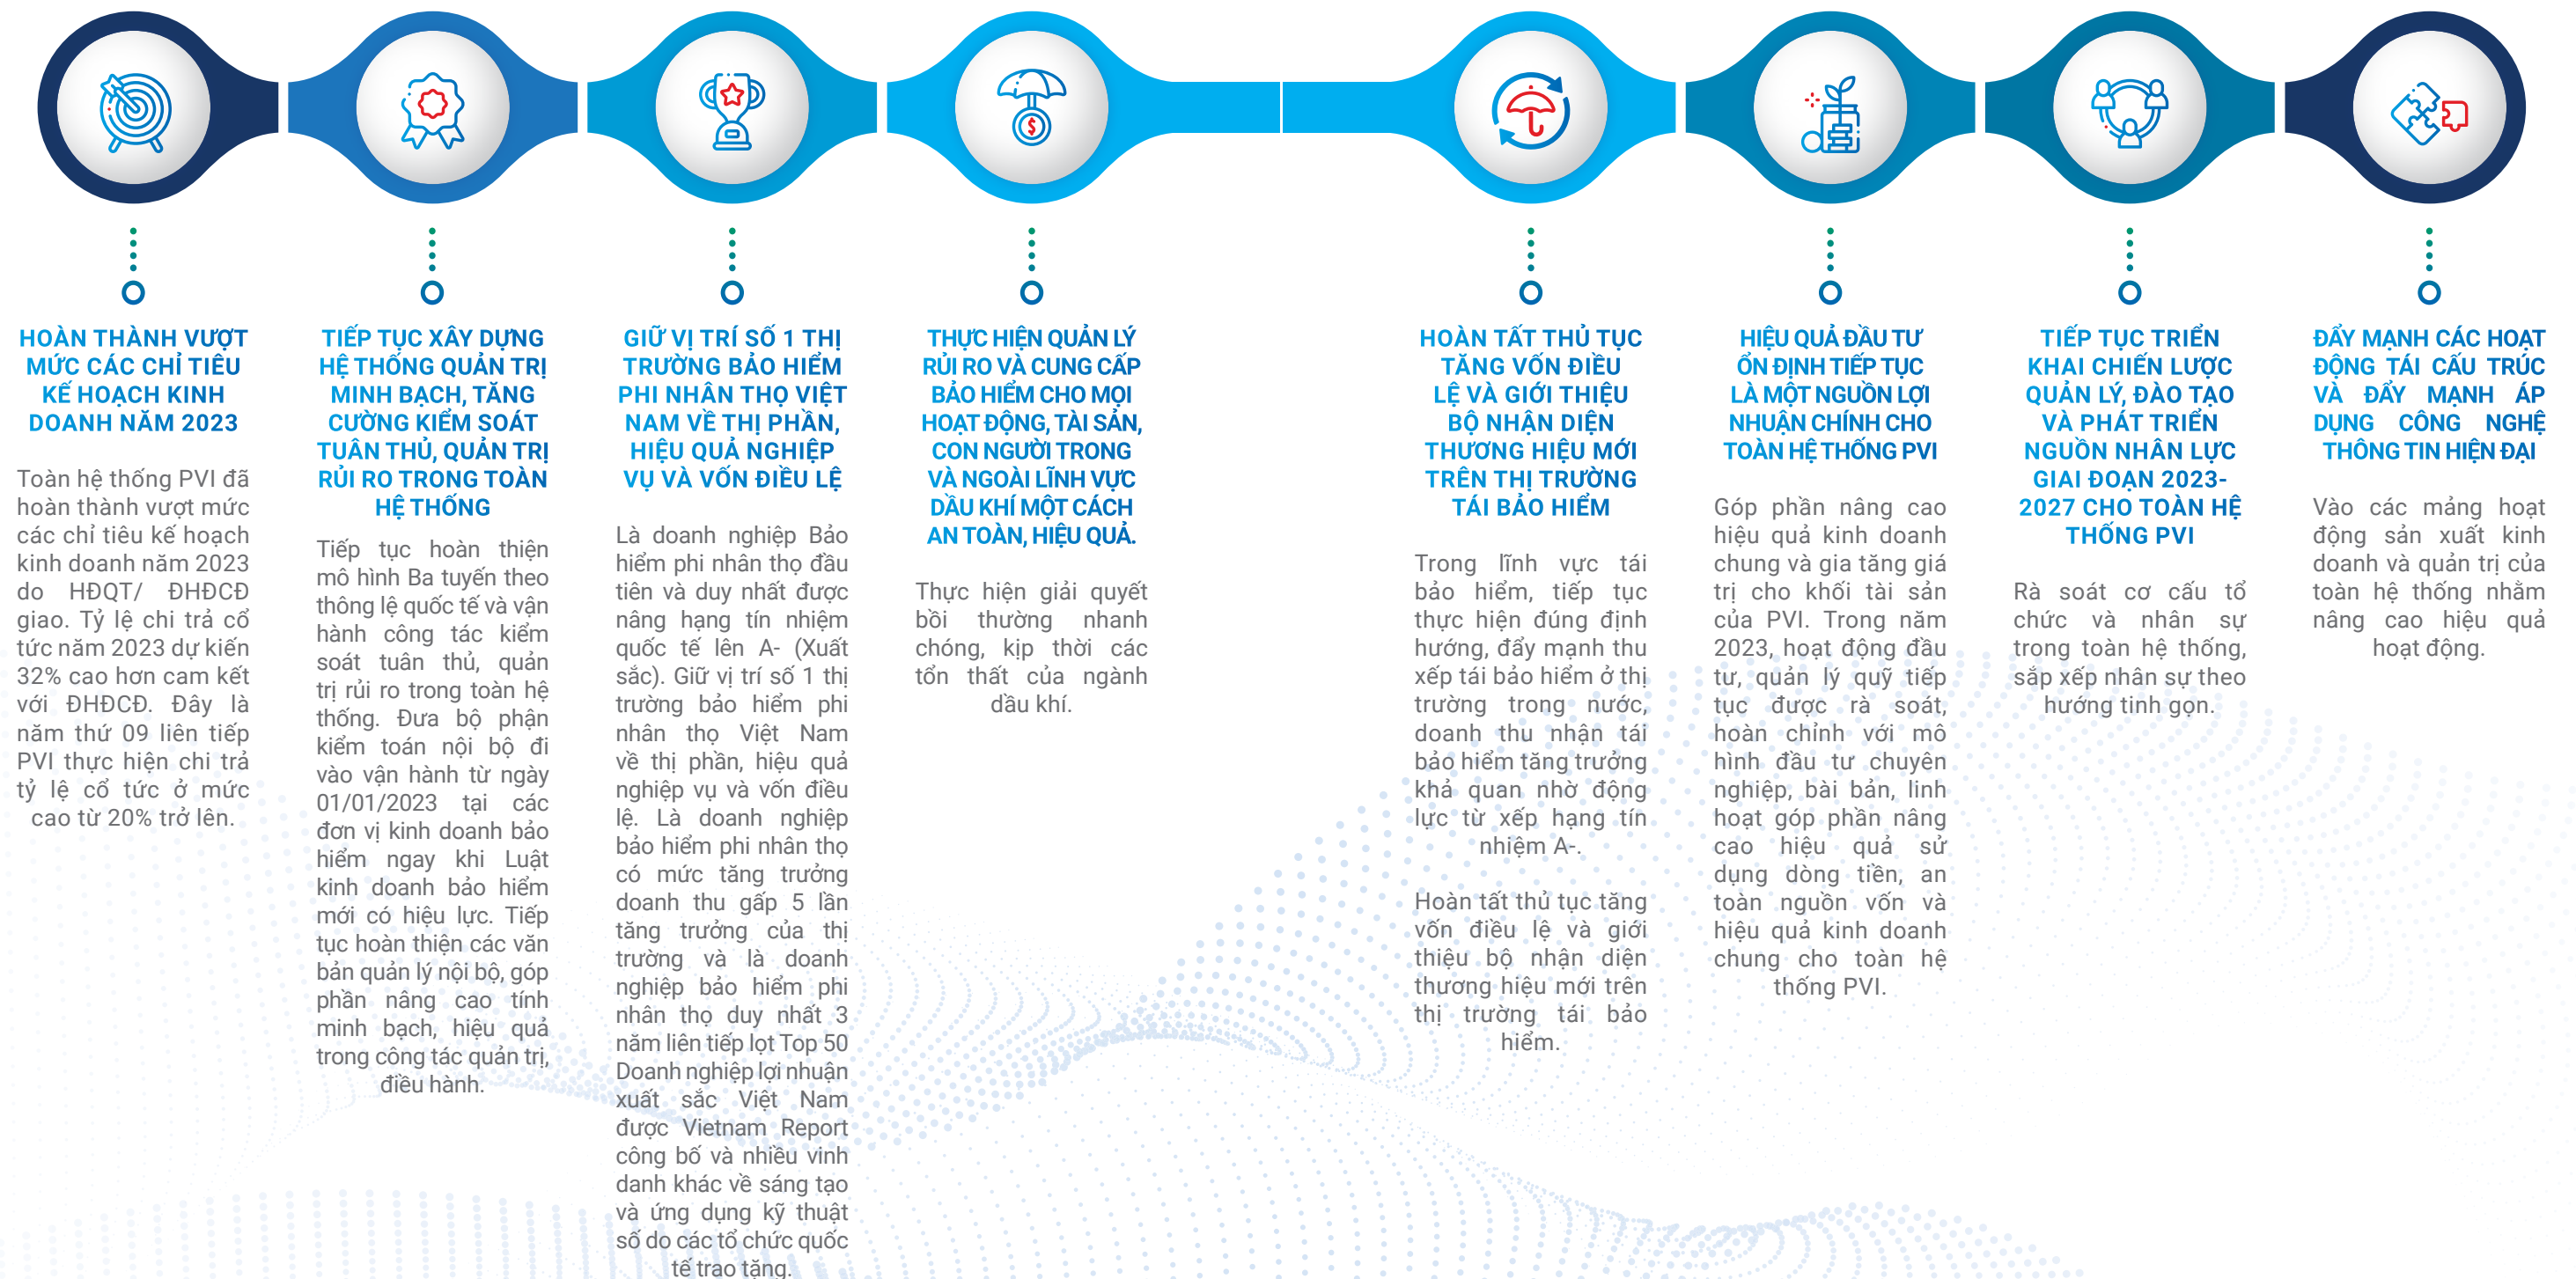 HOÀN THÀNH VƯỢT
MỨC CÁC CHỈ TIÊU
KẾ HOẠCH KINH
DOANH NĂM 2023
Toàn hệ thống PVI đã
hoàn thành vượt mức
các chỉ tiêu kế hoạch
kinh doanh năm 2023
do HĐQT/ ĐHĐCĐ
giao. Tỷ lệ chi trả cổ
tức năm 2023 dự kiến
32% cao hơn cam kết
với ĐHĐCĐ. Đây là
năm thứ 09 liên tiếp
PVI thực hiện chi trả
tỷ lệ cổ tức ở mức
cao từ 20% trở lên.
TIẾP TỤC XÂY DỰNG
HỆ THỐNG QUẢN TRỊ
MINH BẠCH, TĂNG
CƯỜNG KIỂM SOÁT
TUÂN THỦ, QUẢN TRỊ
RỦI RO TRONG TOÀN
HỆ THỐNG
Tiếp tục hoàn thiện
mô hình Ba tuyến theo
thông lệ quốc tế và vận
hành công tác kiểm
soát tuân thủ, quản
trị rủi ro trong toàn hệ
thống. Đưa bộ phận
kiểm toán nội bộ đi
vào vận hành từ ngày
01/01/2023 tại các
đơn vị kinh doanh bảo
hiểm ngay khi Luật
kinh doanh bảo hiểm
mới có hiệu lực. Tiếp
tục hoàn thiện các văn
bản quản lý nội bộ, góp
phần nâng cao tính
minh bạch, hiệu quả
trong công tác quản trị,
điều hành.
GIỮ VỊ TRÍ SỐ 1 THỊ
TRƯỜNG BẢO HIỂM
PHI NHÂN THỌ VIỆT
NAM VỀ THỊ PHẦN,
HIỆU QUẢ NGHIỆP
VỤ VÀ VỐN ĐIỀU LỆ
Là doanh nghiệp Bảo
hiểm phi nhân thọ đầu
tiên và duy nhất được
nâng hạng tín nhiệm
quốc tế lên A- (Xuất
sắc). Giữ vị trí số 1 thị
trường bảo hiểm phi
nhân thọ Việt Nam
về thị phần, hiệu quả
nghiệp vụ và vốn điều
lệ. Là doanh nghiệp
bảo hiểm phi nhân thọ
có mức tăng trưởng
doanh thu gấp 5 lần
tăng trưởng của thị
trường và là doanh
nghiệp bảo hiểm phi
nhân thọ duy nhất 3
năm liên tiếp lọt Top 50
Doanh nghiệp lợi nhuận
xuất sắc Việt Nam
được Vietnam Report
công bố và nhiều vinh
danh khác về sáng tạo
và ứng dụng kỹ thuật
số do các tổ chức quốc
tế trao tặng.
THỰC HIỆN QUẢN LÝ
RỦI RO VÀ CUNG CẤP
BẢO HIỂM CHO MỌI
HOẠT ĐỘNG, TÀI SẢN,
CON NGƯỜI TRONG
VÀ NGOÀI LĨNH VỰC
DẦU KHÍ MỘT CÁCH
AN TOÀN, HIỆU QUẢ.
Thực hiện giải quyết
bồi thường nhanh
chóng, kịp thời các
tổn thất của ngành
dầu khí.
HOÀN TẤT THỦ TỤC
TĂNG VỐN ĐIỀU
LỆ VÀ GIỚI THIỆU
BỘ NHẬN DIỆN
THƯƠNG HIỆU MỚI
TRÊN THỊ TRƯỜNG
TÁI BẢO HIỂM
Trong lĩnh vực tái
bảo hiểm, tiếp tục
thực hiện đúng định
hướng, đẩy mạnh thu
xếp tái bảo hiểm ở thị
trường trong nước,
doanh thu nhận tái
bảo hiểm tăng trưởng
khả quan nhờ động
lực từ xếp hạng tín
nhiệm A-.
Hoàn tất thủ tục tăng
vốn điều lệ và giới
thiệu bộ nhận diện
thương hiệu mới trên
thị trường tái bảo
hiểm.
HIỆU QUẢ ĐẦU TƯ
ỔN ĐỊNH TIẾP TỤC
LÀ MỘT NGUỒN LỢI
NHUẬN CHÍNH CHO
TOÀN HỆ THỐNG PVI
Góp phần nâng cao
hiệu quả kinh doanh
chung và gia tăng giá
trị cho khối tài sản
của PVI. Trong năm
2023, hoạt động đầu
tư, quản lý quỹ tiếp
tục được rà soát,
hoàn chỉnh với mô
hình đầu tư chuyên
nghiệp, bài bản, linh
hoạt góp phần nâng
cao hiệu quả sử
dụng dòng tiền, an
toàn nguồn vốn và
hiệu quả kinh doanh
chung cho toàn hệ
thống PVI.
TIẾP TỤC TRIỂN
KHAI CHIẾN LƯỢC
QUẢN LÝ, ĐÀO TẠO
VÀ PHÁT TRIỂN
NGUỒN NHÂN LỰC
GIAI ĐOẠN 2023-
2027 CHO TOÀN HỆ
THỐNG PVI
Rà soát cơ cấu tổ
chức và nhân sự
trong toàn hệ thống,
sắp xếp nhân sự theo
hướng tinh gọn.
ĐẨY MẠNH CÁC HOẠT
ĐỘNG TÁI CẤU TRÚC
VÀ ĐẨY MẠNH ÁP
DỤNG CÔNG NGHỆ
THÔNG TIN HIỆN ĐẠI
Vào các mảng hoạt
động sản xuất kinh
doanh và quản trị của
toàn hệ thống nhằm
nâng cao hiệu quả
hoạt động.